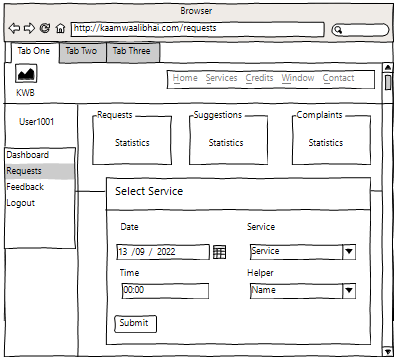 Browser
http://kaamwaalibhai.com/requests
Tab One Tab Two Tab Three
KWB
Home Services Credits Window Contact
User1001
Requests Suggestions Complaints
Statistics Statistics Statistics
Dashboard
Requests
Feedback
Logout
Select Service
Date Service
13 /09 / 2022 Service
Time Helper
00:00 Name
Submit